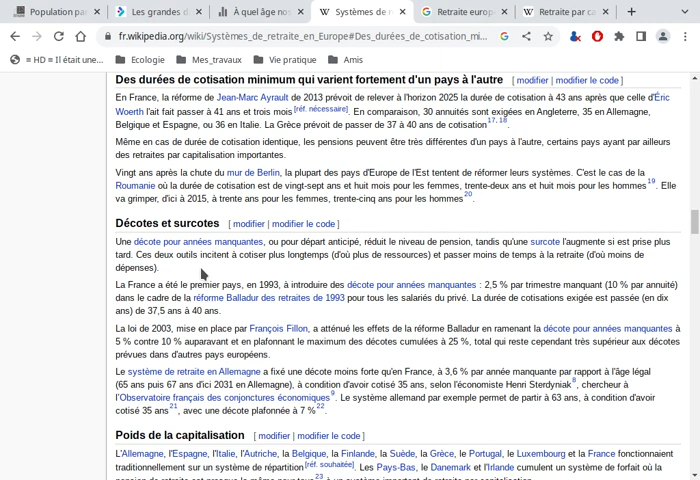 Population pa
Les grandes d
À quel âge no
Systèmes de r
Retraite europ
Retraite par ca
fr.wikipedia.org/wiki/Systèmes_de_retraite_en_Europe#Des_durées_de_cotisation_mi...
≡ HD ≡ Il était une...
Ecologie
Mes_travaux
Vie pratique
Amis
Des durées de cotisation minimum qui varient fortement d'un pays à l'autre [ modifier | modifier le code ]
En France, la réforme de Jean-Marc Ayrault de 2013 prévoit de relever à l'horizon 2025 la durée de cotisation à 43 ans après que celle d'Éric
Woerth l'ait fait passer à 41 ans et trois mois[réf. nécessaire]. En comparaison, 30 annuités sont exigées en Angleterre, 35 en Allemagne,
Belgique et Espagne, ou 36 en Italie. La Grèce prévoit de passer de 37 à 40 ans de cotisation17, 18.
Même en cas de durée de cotisation identique, les pensions peuvent être très différentes d'un pays à l'autre, certains pays ayant par ailleurs
des retraites par capitalisation importantes.
Vingt ans après la chute du mur de Berlin, la plupart des pays d'Europe de l'Est tentent de réformer leurs systèmes. C'est le cas de la
Roumanie où la durée de cotisation est de vingt-sept ans et huit mois pour les femmes, trente-deux ans et huit mois pour les hommes19. Elle
va grimper, d'ici à 2015, à trente ans pour les femmes, trente-cinq ans pour les hommes20.
Décotes et surcotes [ modifier | modifier le code ]
Une décote pour années manquantes, ou pour départ anticipé, réduit le niveau de pension, tandis qu'une surcote l'augmente si est prise plus
tard. Ces deux outils incitent à cotiser plus longtemps (d'où plus de ressources) et passer moins de temps à la retraite (d'où moins de
dépenses).
La France a été le premier pays, en 1993, à introduire des décote pour années manquantes : 2,5 % par trimestre manquant (10 % par annuité)
dans le cadre de la réforme Balladur des retraites de 1993 pour tous les salariés du privé. La durée de cotisations exigée est passée (en dix
ans) de 37,5 ans à 40 ans.
La loi de 2003, mise en place par François Fillon, a atténué les effets de la réforme Balladur en ramenant la décote pour années manquantes à
5 % contre 10 % auparavant et en plafonnant le maximum des décotes cumulées à 25 %, total qui reste cependant très supérieur aux décotes
prévues dans d'autres pays européens.
Le système de retraite en Allemagne a fixé une décote moins forte qu'en France, à 3,6 % par année manquante par rapport à l'âge légal
(65 ans puis 67 ans d'ici 2031 en Allemagne), à condition d'avoir cotisé 35 ans, selon l'économiste Henri Sterdyniak8, chercheur à
l'Observatoire français des conjonctures économiques9. Le système allemand par exemple permet de partir à 63 ans, à condition d'avoir
cotisé 35 ans21, avec une décote plafonnée à 7 %22.
Poids de la capitalisation [ modifier | modifier le code ]
L'Allemagne, l'Espagne, l'Italie, l'Autriche, la Belgique, la Finlande, la Suède, la Grèce, le Portugal, le Luxembourg et la France fonctionnaient
traditionnellement sur un système de répartition[réf. souhaitée]. Les Pays-Bas, le Danemark et l'Irlande cumulent un système de forfait où la
pension de retraite est presque la même pour tous23 à un système important de retraite par capitalisation.